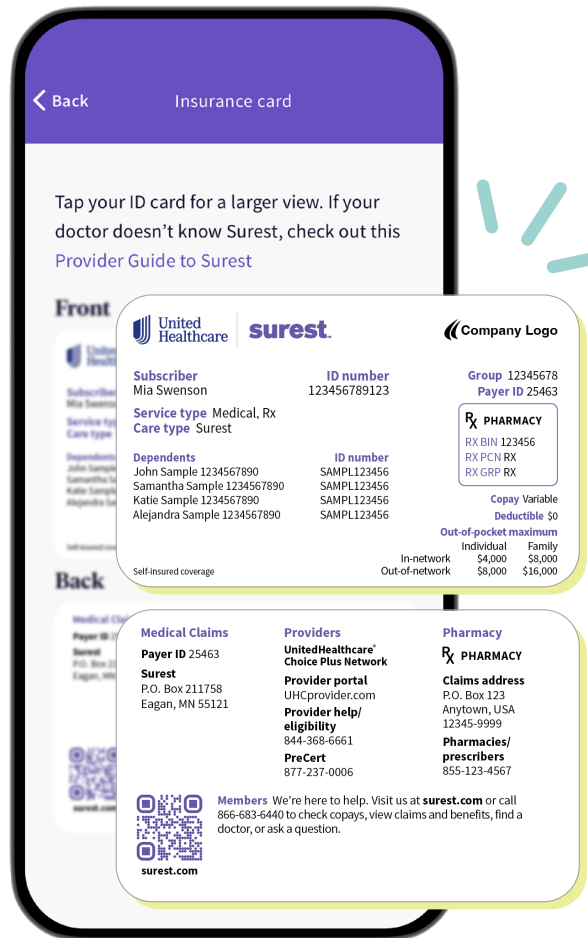 Back
Insurance card
Tap your ID card for a larger view. If your
doctor doesn't know Surest, check out this
Provider Guide to Surest
Front
United
Healthcare
surest
Company Logo
Subscriber ID number
Mia Swenson 123456789123
Service type Medical, Rx
Care type Surest
Group 12345678
Payer ID 25463
Rx PHARMACY
RX BIN 123456
RX PCN RX
RX GRP RX
Dependents ID number
John Sample 1234567890 SAMPL123456
Samantha Sample 1234567890 SAMPL123456
Katie Sample 1234567890 SAMPL123456
Alejandra Sample 1234567890 SAMPL123456
Copay Variable
Deductible $0
Out-of-pocket maximum
Individual Family
In-network $4,000 $8,000
Out-of-network $8,000 $16,000
Self-insured coverage
Back
Medical Claims
Payer ID 25463
Surest
P.O. Box 211758
Eagan, MN 55121
Providers
UnitedHealthcare®
Choice Plus Network
Provider portal
UHCprovider.com
Provider help/
eligibility
844-368-6661
PreCert
877-237-0006
Pharmacy
Rx PHARMACY
Claims address
P.O. Box 123
Anytown, USA
12345-9999
Pharmacies/
prescribers
855-123-4567
surest.com
Members We're here to help. Visit us at surest.com or call
866-683-6440 to check copays, view claims and benefits, find a
doctor, or ask a question.